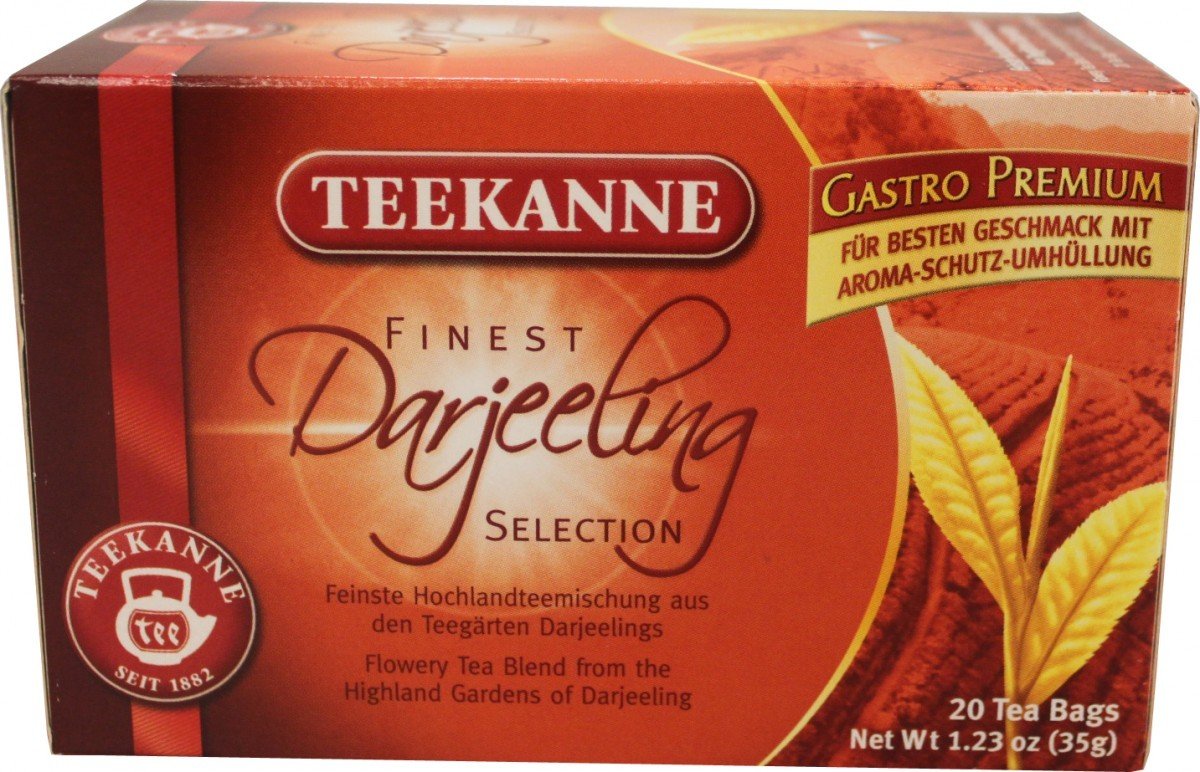 Darjeeling
TEEKANNE
GASTRO PREMIUM
FÜR BESTEN GESCHMACK MIT
AROMA-SCHUTZ-UMHÜLLUNG
FINEST
Darjeeling
SELECTION
Feinste Hochlandteemischung aus
den Teegärten Darjeelings
Flowery Tea Blend from the
Highland Gardens of Darjeeling
TEEKANNE
tee
SEIT 1882
20 Tea Bags
Net Wt 1.23 oz (35g)